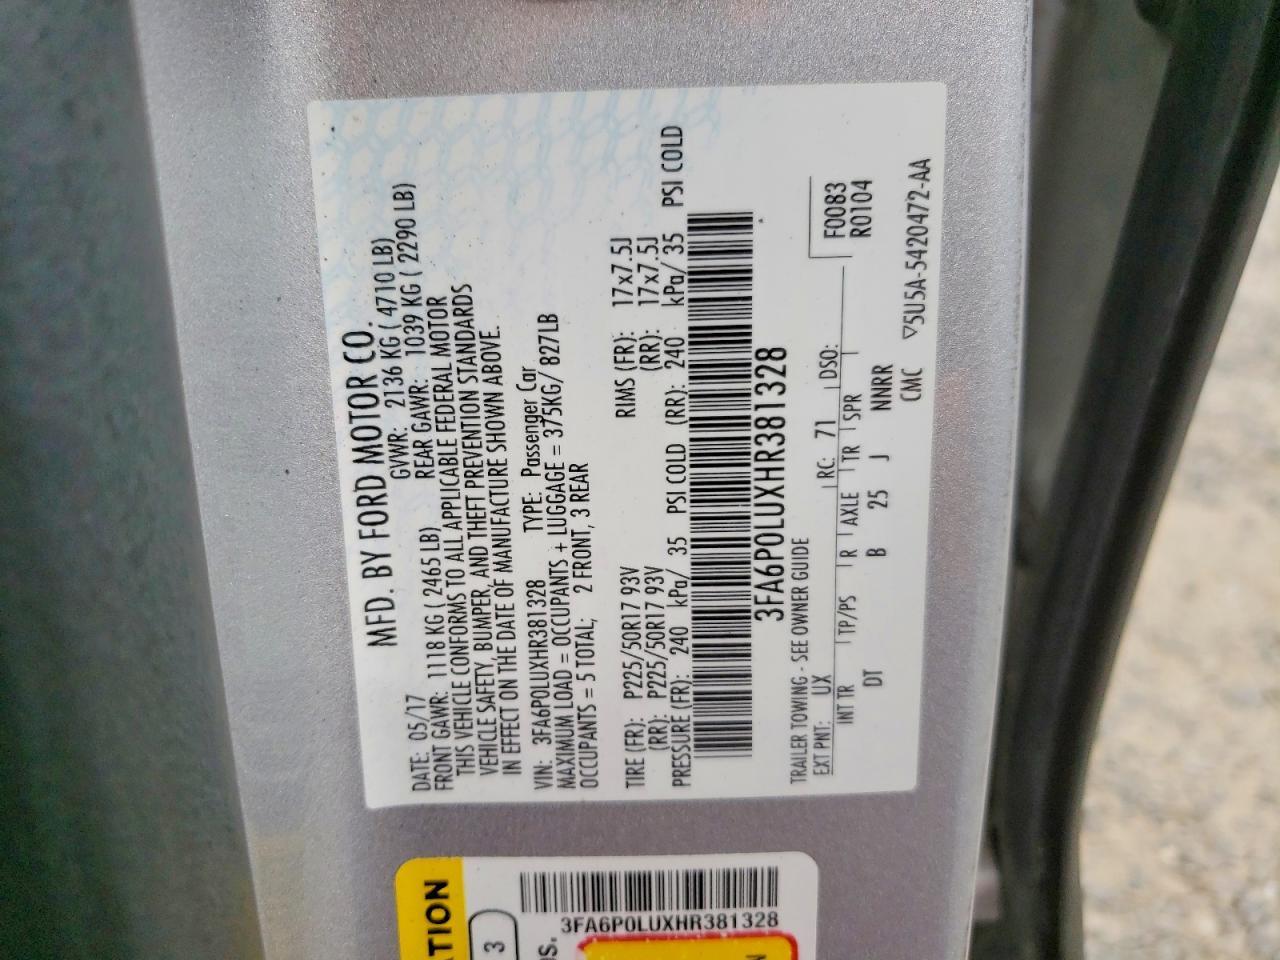 MFD. BY FORD MOTOR CO.
DATE: 05/17 GVWR: 2136 KG ( 4710 LB)
FRONT GAWR: 1118 KG ( 2465 LB) REAR GAWR: 1039 KG ( 2290 LB)
THIS VEHICLE CONFORMS TO ALL APPLICABLE FEDERAL MOTOR
VEHICLE SAFETY, BUMPER, AND THEFT PREVENTION STANDARDS
IN EFFECT ON THE DATE OF MANUFACTURE SHOWN ABOVE.
VIN: 3FA6P0LUXHR381328 TYPE: Passenger Car
MAXIMUM LOAD = OCCUPANTS + LUGGAGE = 375KG/ 827LB
OCCUPANTS = 5 TOTAL; 2 FRONT, 3 REAR
TIRE (FR): P225/50R17 93V RIMS (FR): 17x7.5J
(RR): P225/50R17 93V (RR): 17x7.5J
PRESSURE (FR): 240 kPa/ 35 PSI COLD (RR): 240 kPa/ 35 PSI COLD
3FA6P0LUXHR381328
TRAILER TOWING - SEE OWNER GUIDE F0083
EXT PNT: UX RC: 71 DSO: R0104
INT TR TP/PS R AXLE TR SPR
DT B 25 J NNRR
CMC ▽5U5A-5420472-AA
3
3FA6P0LUXHR381328